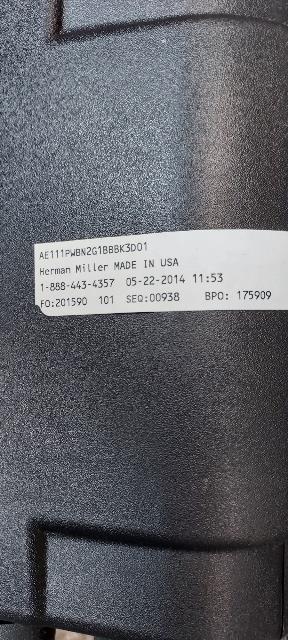 AE111PWBN2G1BBBK3D01
Herman Miller MADE IN USA
1-888-443-4357 05-22-2014 11:53
FO:201590 101 SEQ:00938 BPO: 175909